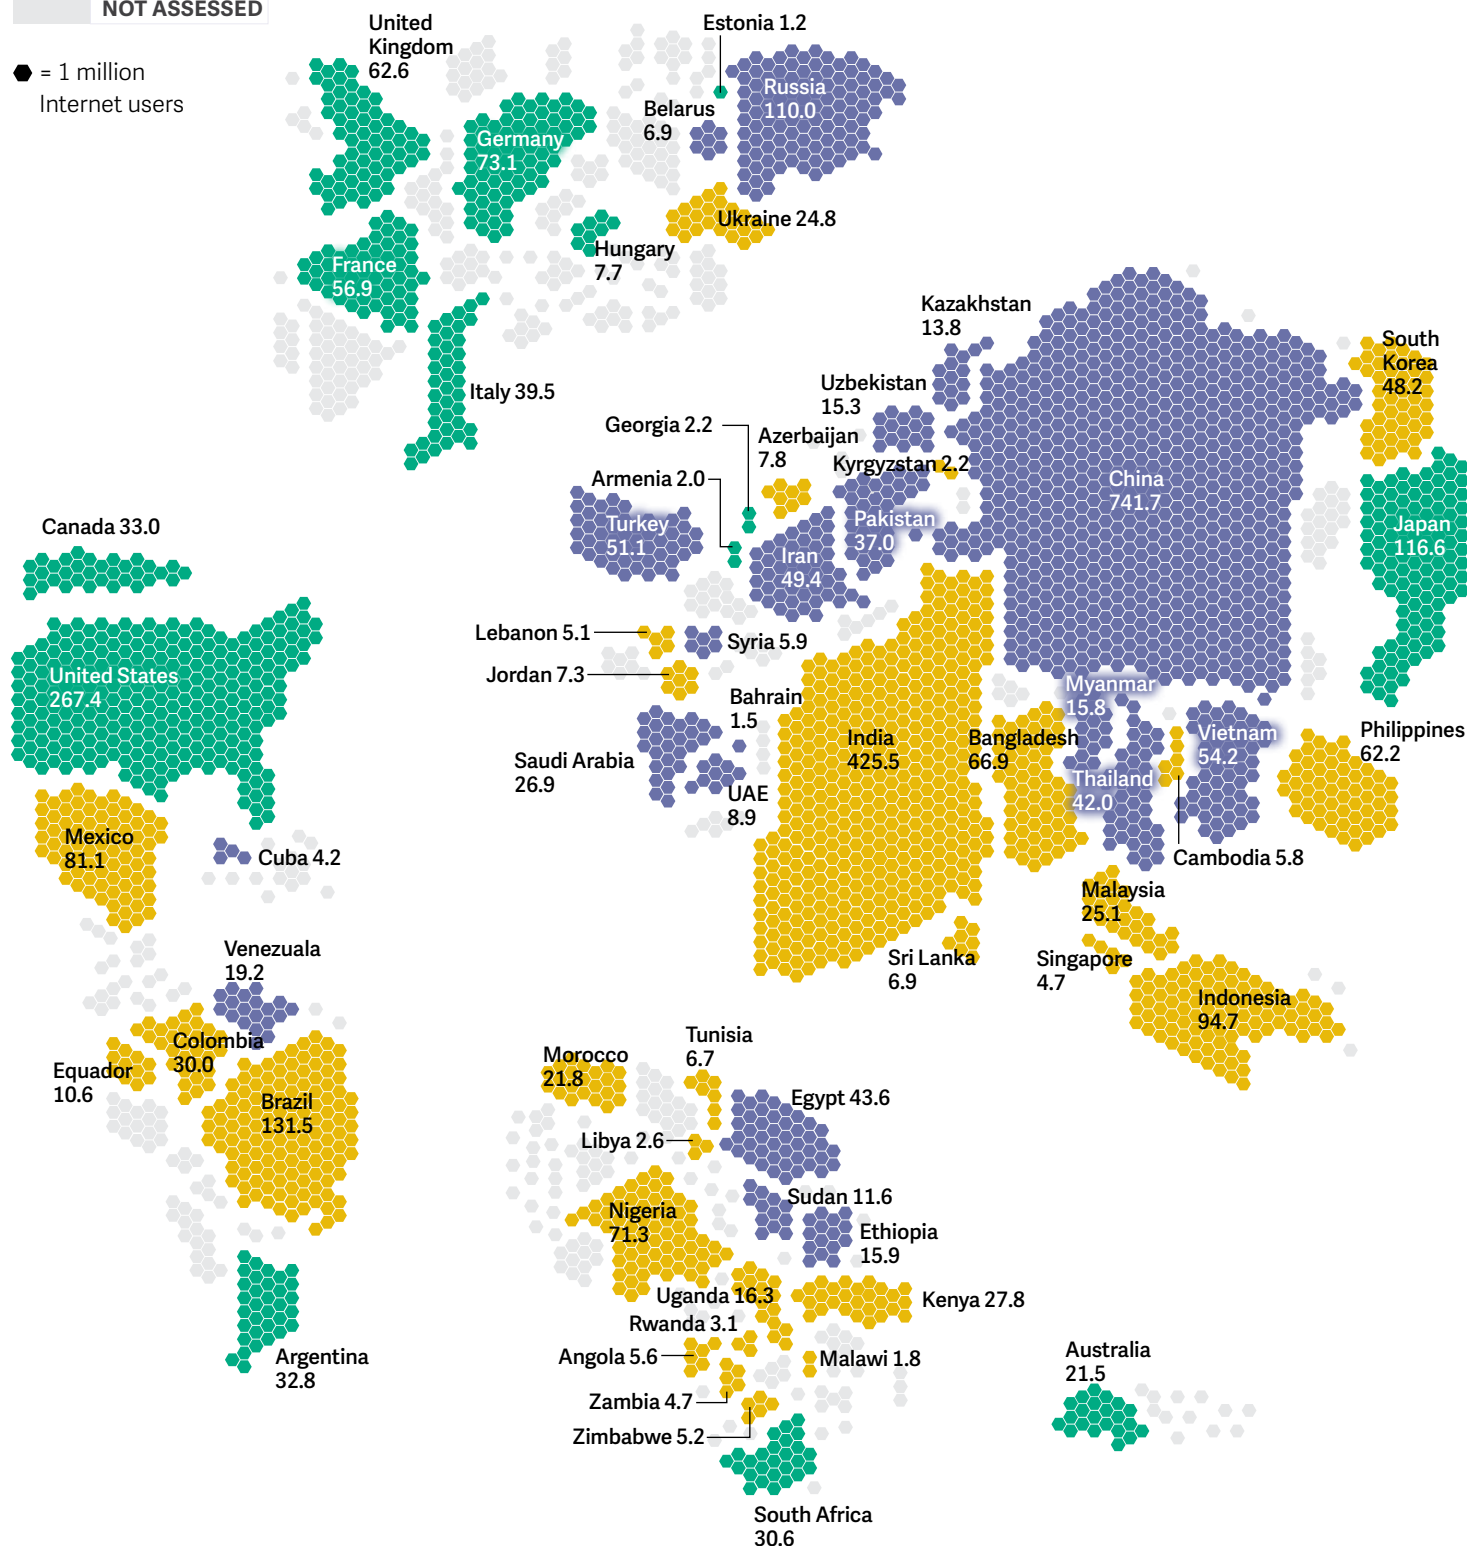 NOT ASSESSED
= 1 million
Internet users
United
Kingdom
62.6
Estonia 1.2
Russia
110.0
Belarus
6.9
Germany
73.1
Ukraine 24.8
Hungary
7.7
France
56.9
Italy 39.5
Kazakhstan
13.8
South
Korea
48.2
Uzbekistan
15.3
Georgia 2.2
Azerbaijan
7.8
Kyrgyzstan 2.2
Armenia 2.0
China
741.7
Turkey
51.1
Pakistan
37.0
Japan
116.6
Iran
49.4
Canada 33.0
Lebanon 5.1
Syria 5.9
Jordan 7.3
United States
267.4
Myanmar
15.8
Bahrain
1.5
Saudi Arabia
26.9
India
425.5
Bangladesh
66.9
Vietnam
54.2
Philippines
62.2
Thailand
42.0
UAE
8.9
Mexico
81.1
Cuba 4.2
Cambodia 5.8
Malaysia
25.1
Venezuala
19.2
Sri Lanka
6.9
Singapore
4.7
Indonesia
94.7
Colombia
30.0
Equador
10.6
Brazil
131.5
Morocco
21.8
Tunisia
6.7
Egypt 43.6
Libya 2.6
Sudan 11.6
Nigeria
71.3
Ethiopia
15.9
Uganda 16.3
Kenya 27.8
Rwanda 3.1
Angola 5.6
Malawi 1.8
Argentina
32.8
Australia
21.5
Zambia 4.7
Zimbabwe 5.2
South Africa
30.6